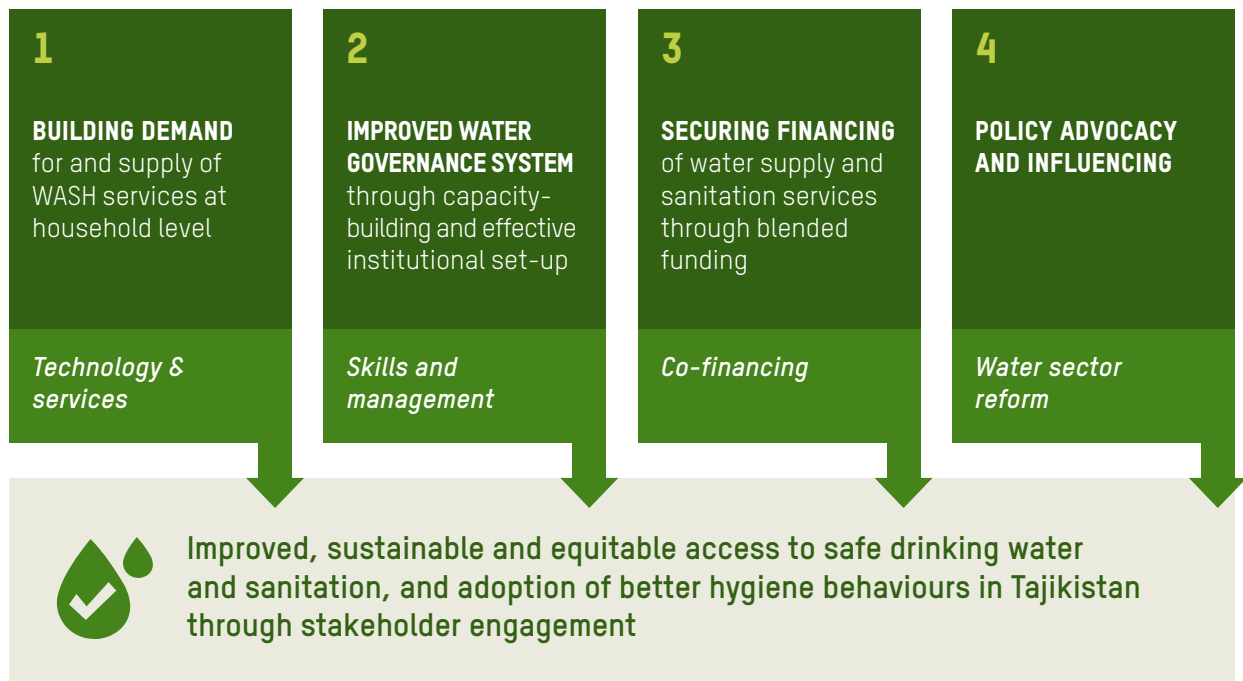 1
BUILDING DEMAND
for and supply of
WASH services at
household level
Technology &
services
2
IMPROVED WATER
GOVERNANCE SYSTEM
through capacity-
building and effective
institutional set-up
Skills and
management
3
SECURING FINANCING
of water supply and
sanitation services
through blended
funding
Co-financing
4
POLICY ADVOCACY
AND INFLUENCING
Water sector
reform
Improved, sustainable and equitable access to safe drinking water
and sanitation, and adoption of better hygiene behaviours in Tajikistan
through stakeholder engagement